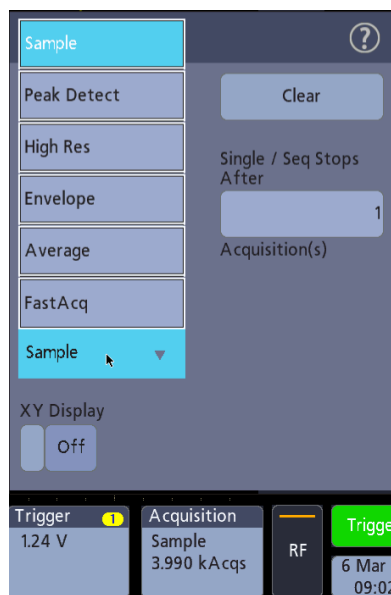 Sample
?
Peak Detect
Clear
High Res
Single / Seq Stops
After
Envelope
1
Average
Acquisition(s)
FastAcq
Sample
XY Display
Off
Trigger 1
1.24 V
Acquisition
Sample
3.990 kAcqs
RF
Trigge
6 Mar
09:02